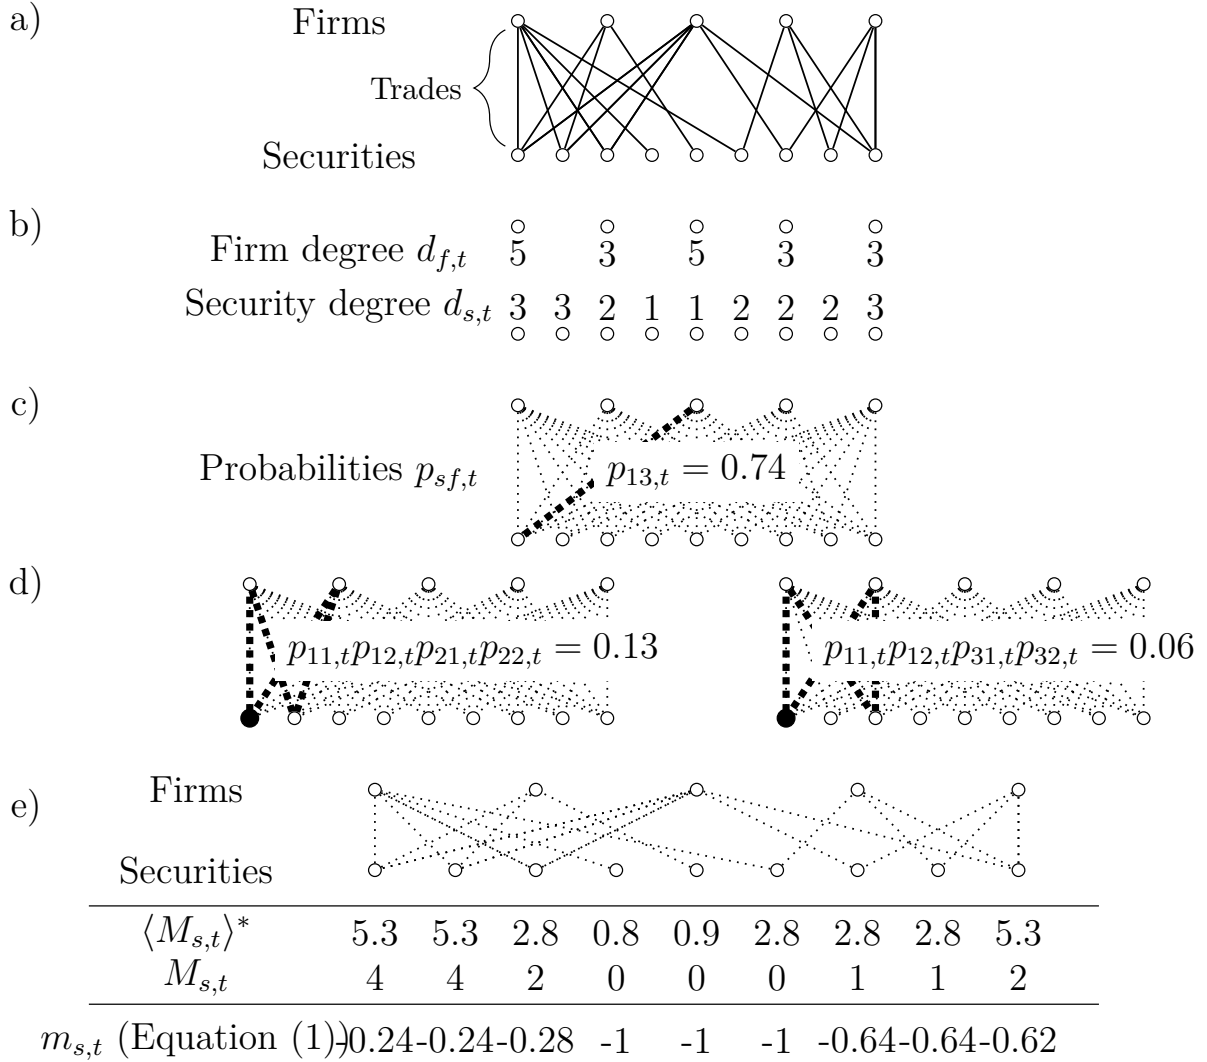 a)
Firms
Trades
Securities
b)
Firm degree d_{f,t} 5 3 5 3 3
Security degree d_{s,t} 3 3 2 1 1 2 2 2 3
c)
Probabilities p_{sf,t} p_{13,t} = 0.74
d)
p_{11,t}p_{12,t}p_{21,t}p_{22,t} = 0.13 p_{11,t}p_{12,t}p_{31,t}p_{32,t} = 0.06
e)
Firms
Securities
⟨M_{s,t}⟩* 5.3 5.3 2.8 0.8 0.9 2.8 2.8 2.8 5.3
M_{s,t} 4 4 2 0 0 0 1 1 2
m_{s,t} (Equation (1)) -0.24 -0.24 -0.28 -1 -1 -1 -0.64 -0.64 -0.62